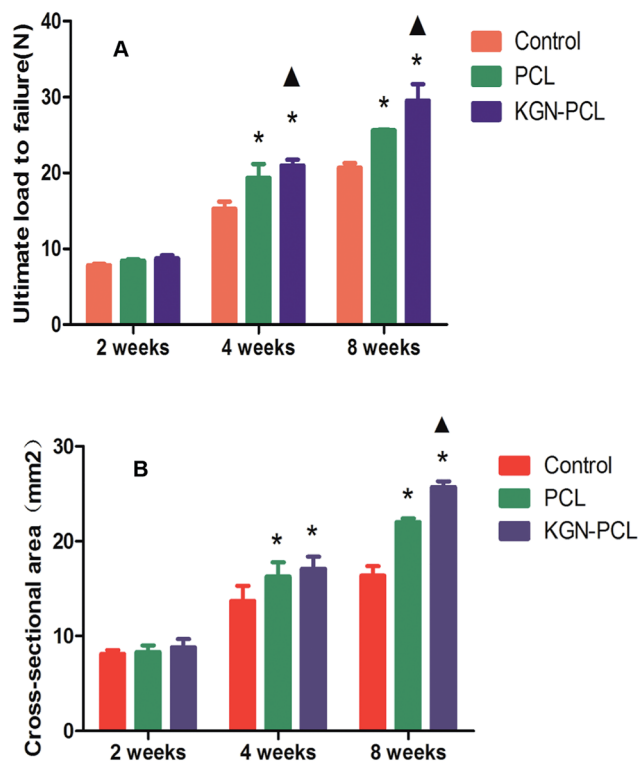 40
30
20
10
0
Ultimate load to failure(N)
A
▲
*
*
▲
*
*
Control
PCL
KGN-PCL
2 weeks
4 weeks
8 weeks
30
20
10
0
Cross-sectional area (mm2)
B
*
*
▲
*
*
Control
PCL
KGN-PCL
2 weeks
4 weeks
8 weeks